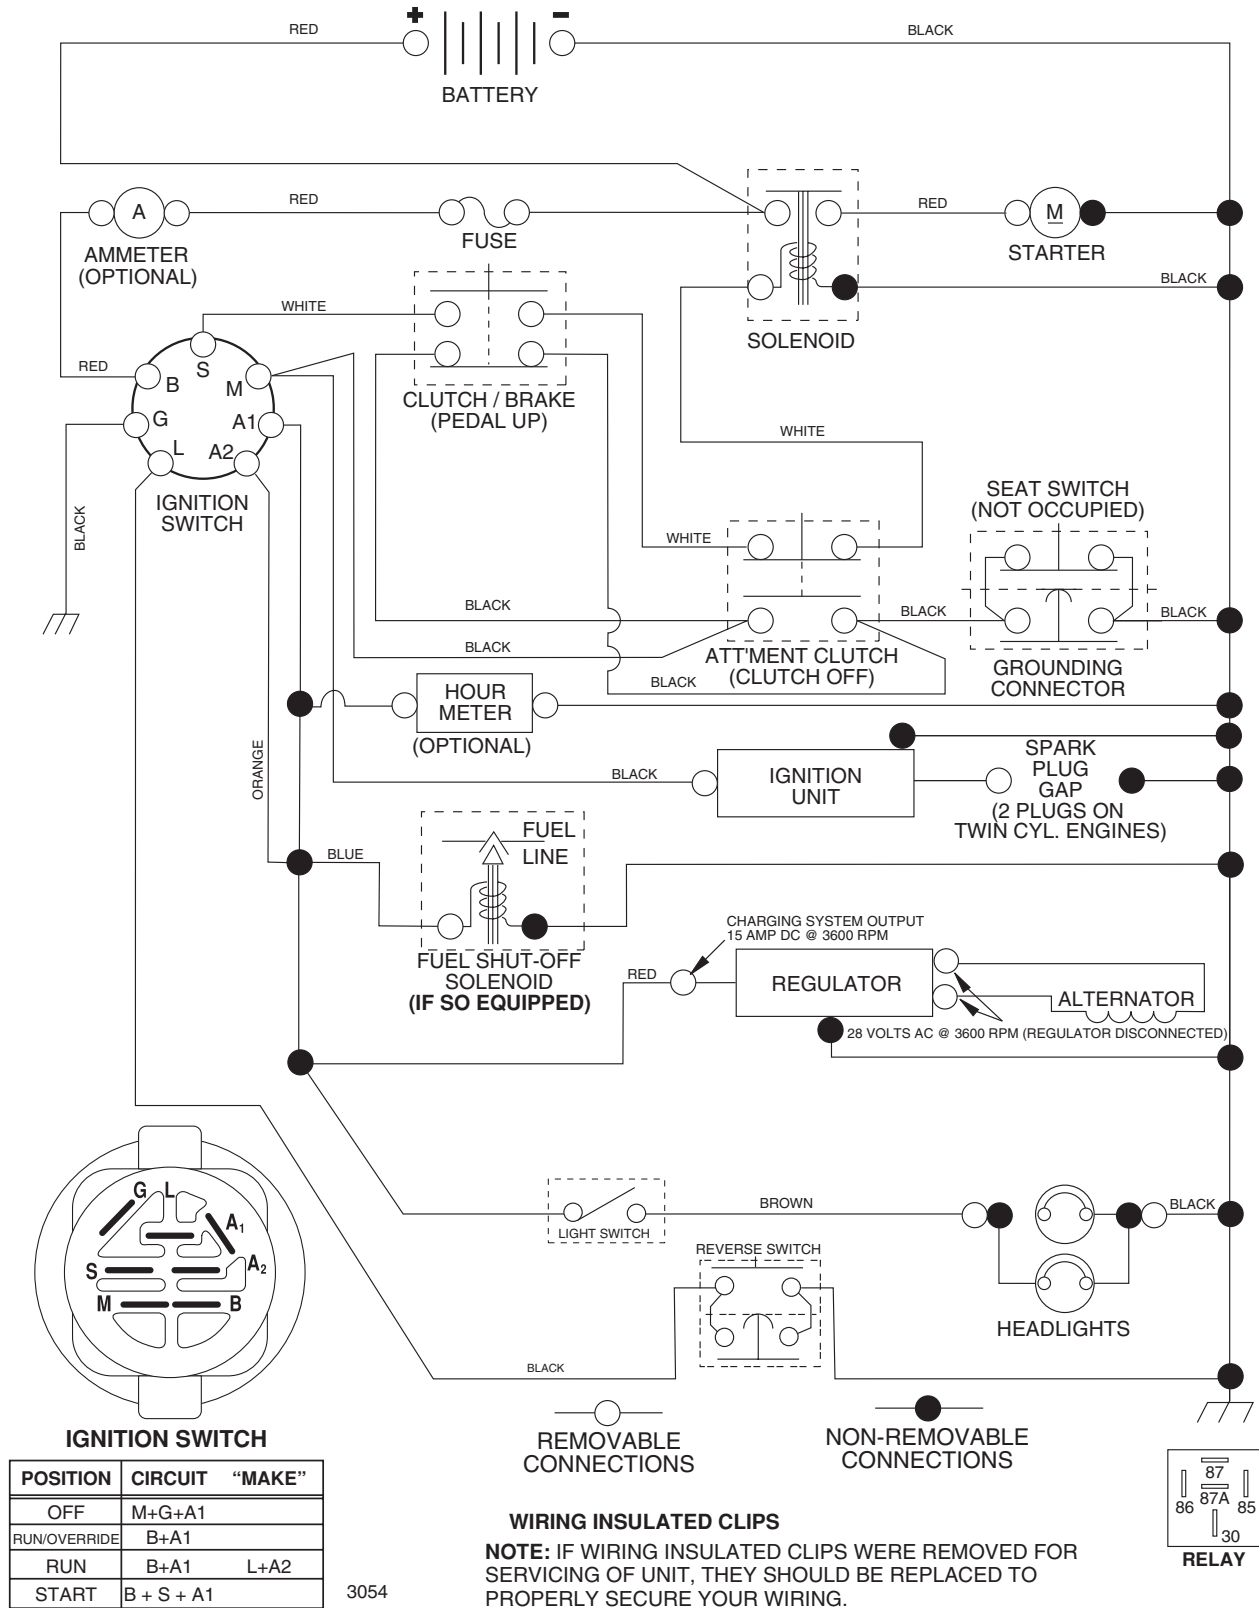 + –
RED
BLACK
BATTERY
A
RED
FUSE
RED
M
STARTER
AMMETER
(OPTIONAL)
BLACK
SOLENOID
WHITE
RED
S
B
M
G
A1
L
A2
CLUTCH / BRAKE
(PEDAL UP)
WHITE
IGNITION
SWITCH
BLACK
SEAT SWITCH
(NOT OCCUPIED)
WHITE
BLACK
BLACK
BLACK
BLACK
ATT'MENT CLUTCH
(CLUTCH OFF)
BLACK
GROUNDING
CONNECTOR
HOUR
METER
(OPTIONAL)
ORANGE
BLACK
IGNITION
UNIT
SPARK
PLUG
GAP
(2 PLUGS ON
TWIN CYL. ENGINES)
FUEL
LINE
BLUE
FUEL SHUT-OFF
SOLENOID
(IF SO EQUIPPED)
CHARGING SYSTEM OUTPUT
15 AMP DC @ 3600 RPM
RED
REGULATOR
ALTERNATOR
28 VOLTS AC @ 3600 RPM (REGULATOR DISCONNECTED)
LIGHT SWITCH
BROWN
BLACK
REVERSE SWITCH
HEADLIGHTS
BLACK
G L
A1
S
A2
M
B
IGNITION SWITCH
REMOVABLE
CONNECTIONS
NON-REMOVABLE
CONNECTIONS
POSITION CIRCUIT “MAKE”
OFF M+G+A1
RUN/OVERRIDE B+A1
RUN B+A1 L+A2
START B + S + A1
3054
WIRING INSULATED CLIPS
NOTE: IF WIRING INSULATED CLIPS WERE REMOVED FOR
SERVICING OF UNIT, THEY SHOULD BE REPLACED TO
PROPERLY SECURE YOUR WIRING.
87
86 87A 85
30
RELAY